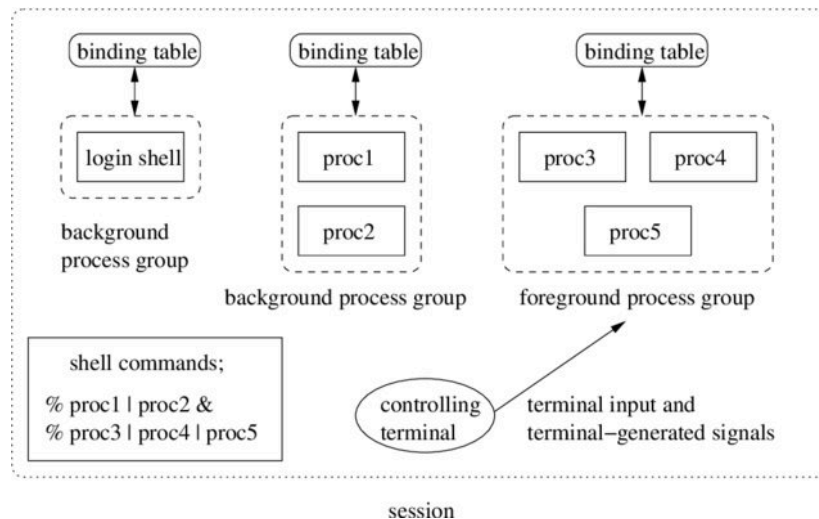 binding table
binding table
binding table
login shell
proc1
proc2
proc3
proc4
proc5
background
process group
background process group
foreground process group
shell commands;
% proc1 | proc2 &
% proc3 | proc4 | proc5
controlling
terminal
terminal input and
terminal−generated signals
session